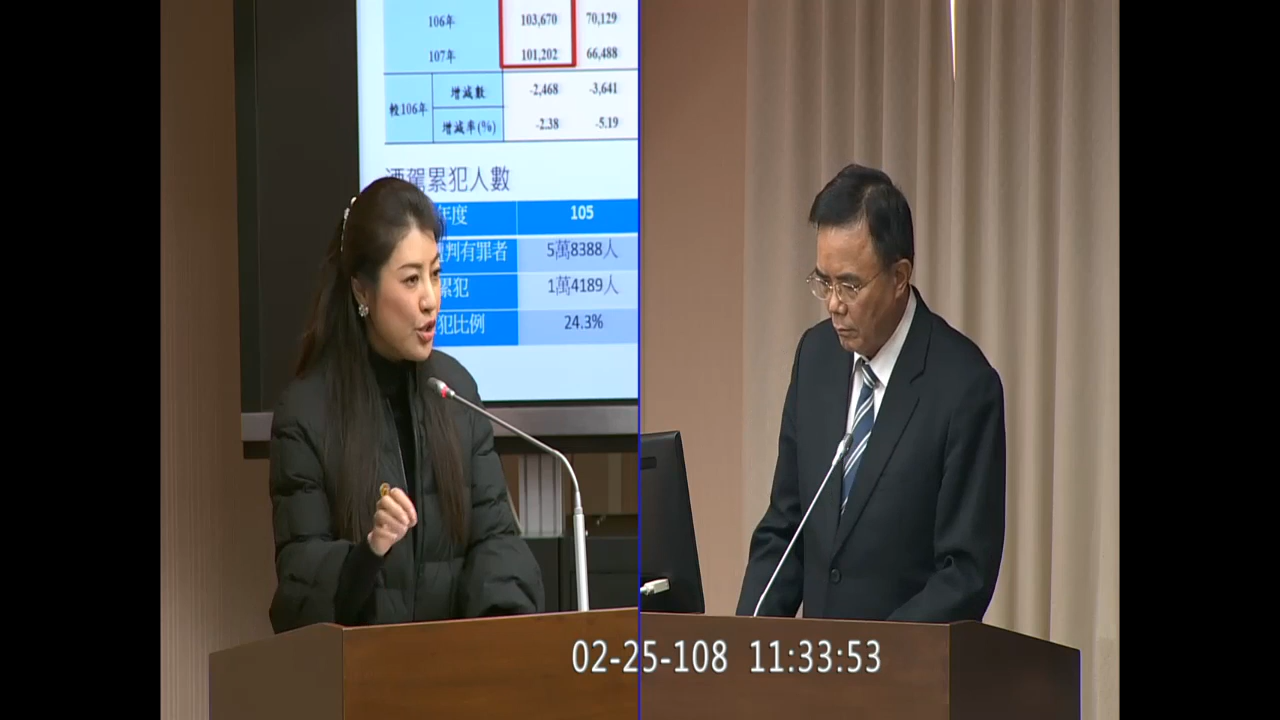 106年 103,670 70,129
107年 101,202 66,488
較106年 增減數 -2,468 -3,641
增減率(%) -2.38 -5.19
酒駕累犯人數
年度 105
判有罪者 5萬8388人
累犯 1萬4189人
犯比例 24.3%
02-25-108 11:33:53